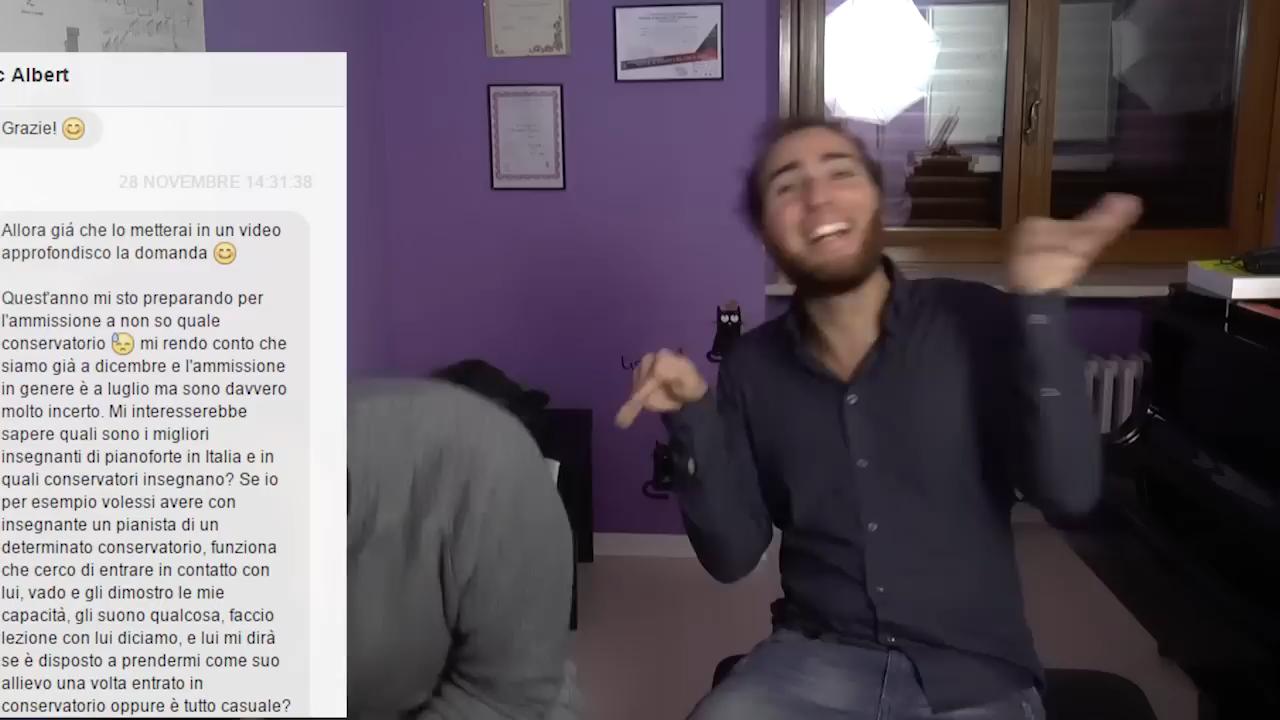 c Albert
Grazie! 😊
28 NOVEMBRE 14:31:38
Allora giá che lo metterai in un video
approfondisco la domanda 😊
Quest'anno mi sto preparando per
l'ammissione a non so quale
conservatorio 😓 mi rendo conto che
siamo giá a dicembre e l'ammissione
in genere è a luglio ma sono davvero
molto incerto. Mi interesserebbe
sapere quali sono i migliori
insegnanti di pianoforte in Italia e in
quali conservatori insegnano? Se io
per esempio volessi avere con
insegnante un pianista di un
determinato conservatorio, funziona
che cerco di entrare in contatto con
lui, vado e gli dimostro le mie
capacità, gli suono qualcosa, faccio
lezione con lui diciamo, e lui mi dirà
se è disposto a prendermi come suo
allievo una volta entrato in
conservatorio oppure è tutto casuale?